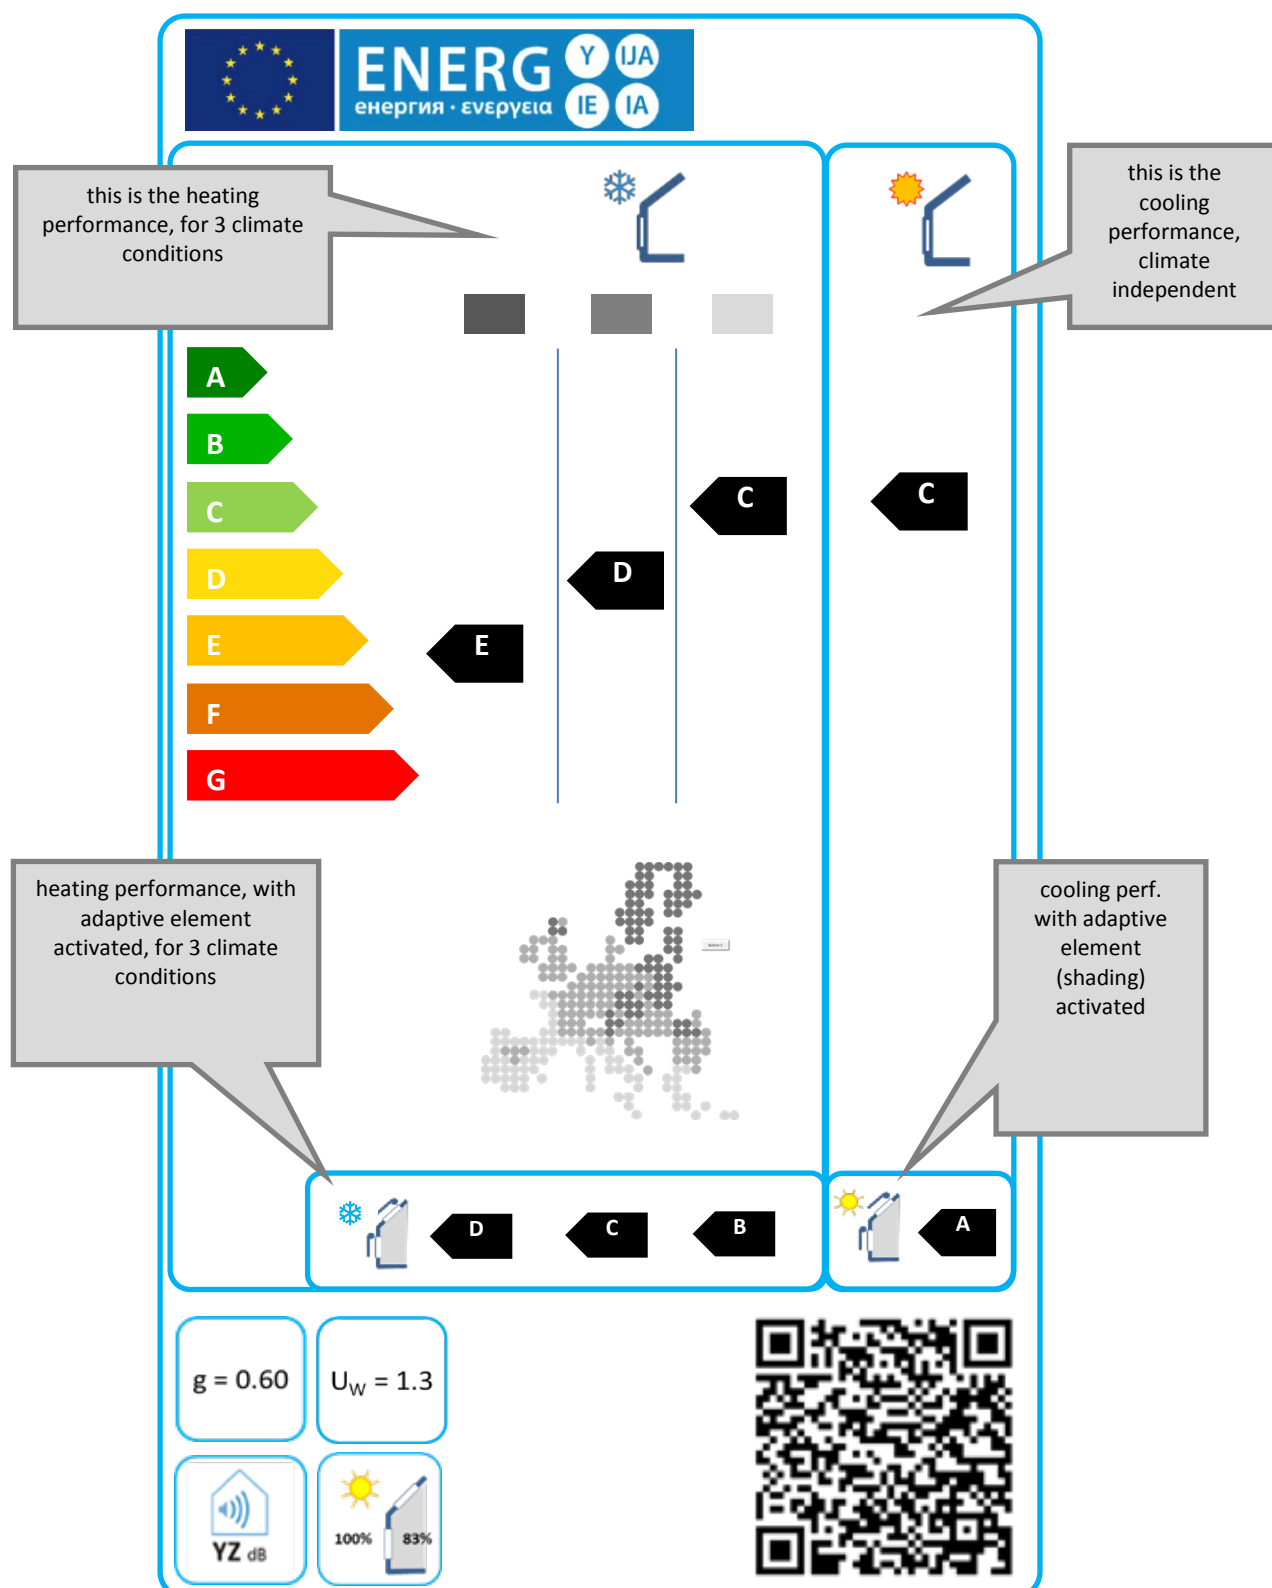 ENERG Y IJA
енергия · ενεργεια IE IA
this is the heating
performance, for 3 climate
conditions
this is the
cooling
performance,
climate
independent
A
B
C
C
C
D
D
E
E
F
G
heating performance, with
adaptive element
activated, for 3 climate
conditions
cooling perf.
with adaptive
element
(shading)
activated
D
C
B
A
g = 0.60
U_W = 1.3
YZ dB
100%
83%